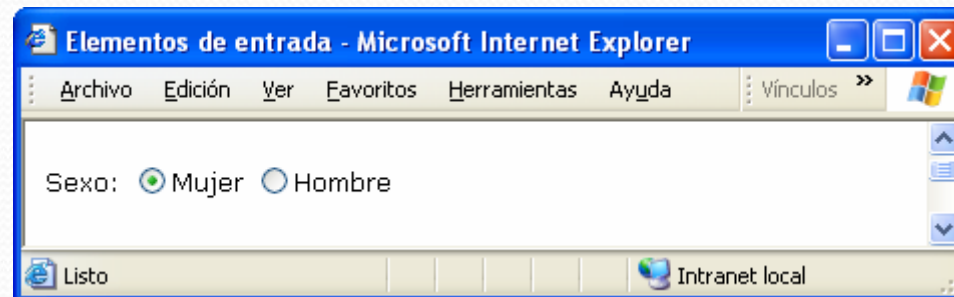 Elementos de entrada - Microsoft Internet Explorer
Archivo Edición Ver Favoritos Herramientas Ayuda Vínculos »
Sexo: Mujer Hombre
Listo Intranet local